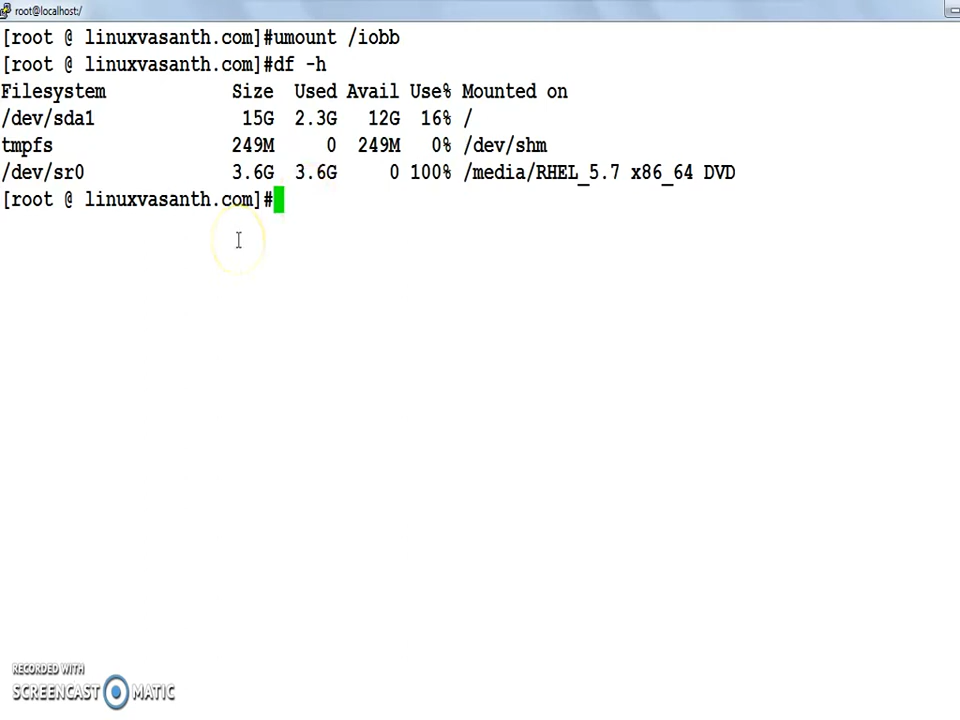 root@localhost:/
[root @ linuxvasanth.com]#umount /iobb
[root @ linuxvasanth.com]#df -h
Filesystem Size Used Avail Use% Mounted on
/dev/sda1 15G 2.3G 12G 16% /
tmpfs 249M 0 249M 0% /dev/shm
/dev/sr0 3.6G 3.6G 0 100% /media/RHEL_5.7 x86_64 DVD
[root @ linuxvasanth.com]#
RECORDED WITH
SCREENCAST MATIC